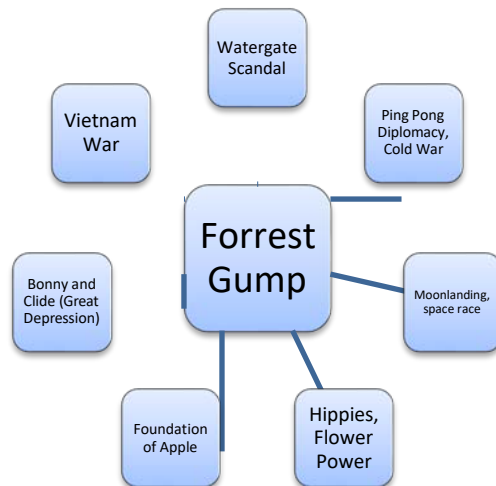 Watergate
Scandal
Ping Pong
Diplomacy,
Cold War
Vietnam
War
Forrest
Gump
Bonny and
Clide (Great
Depression)
Moonlanding,
space race
Foundation
of Apple
Hippies,
Flower
Power